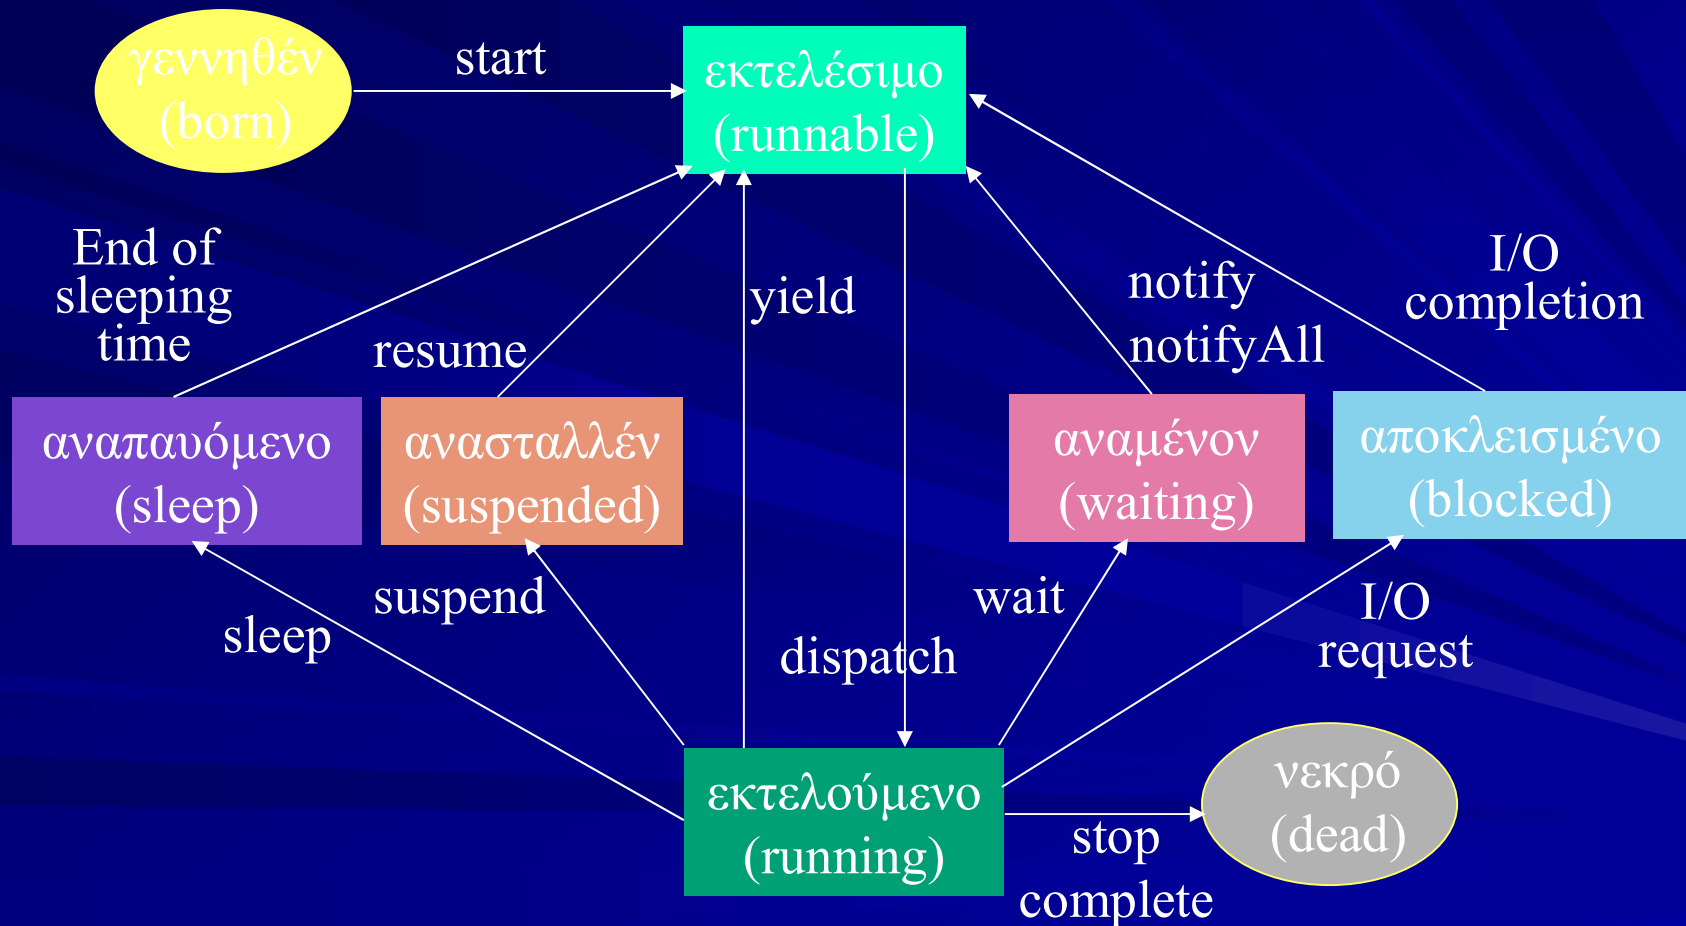 γεννηθέν
(born)
start
εκτελέσιμο
(runnable)
End of
sleeping
time
resume
yield
notify
notifyAll
I/O
completion
αναπαυόμενο
(sleep)
ανασταλλέν
(suspended)
αναμένον
(waiting)
αποκλεισμένο
(blocked)
sleep
suspend
dispatch
wait
I/O
request
εκτελούμενο
(running)
stop
complete
νεκρό
(dead)